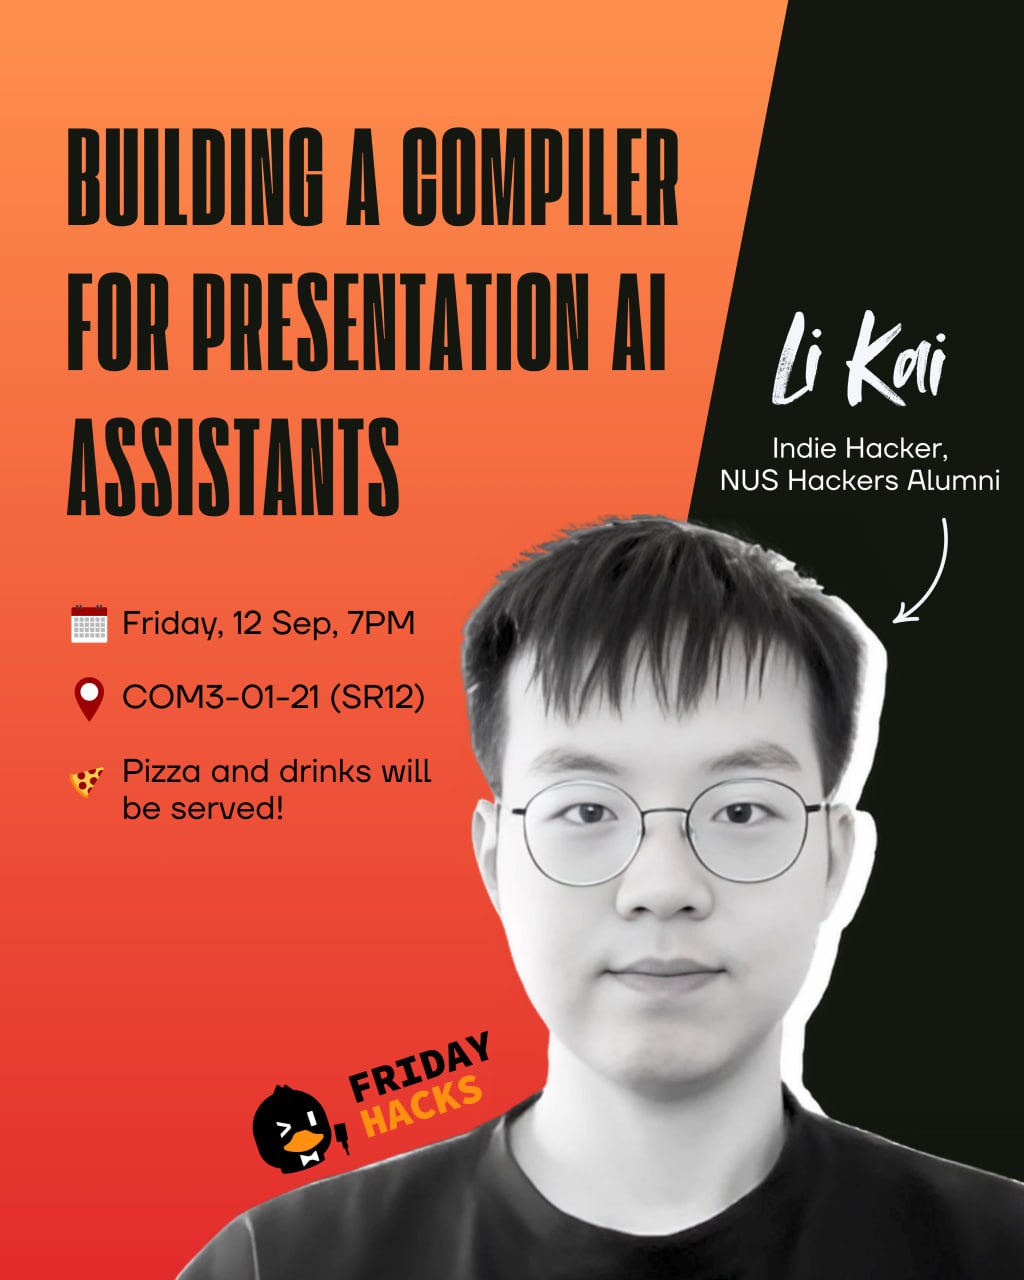 BUILDING A COMPILER
FOR PRESENTATION AI
ASSISTANTS
Li Kai
Indie Hacker,
NUS Hackers Alumni
Friday, 12 Sep, 7PM
COM3-01-21 (SR12)
Pizza and drinks will
be served!
FRIDAY
HACKS